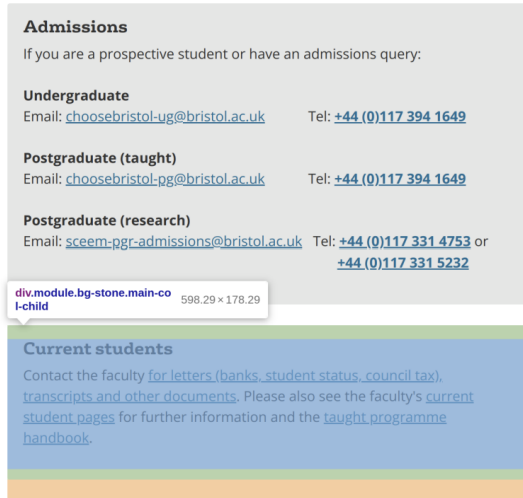 Admissions
If you are a prospective student or have an admissions query:
Undergraduate
Email: choosebristol-ug@bristol.ac.uk Tel: +44 (0)117 394 1649
Postgraduate (taught)
Email: choosebristol-pg@bristol.ac.uk Tel: +44 (0)117 394 1649
Postgraduate (research)
Email: sceem-pgr-admissions@bristol.ac.uk Tel: +44 (0)117 331 4753 or
+44 (0)117 331 5232
div.module.bg-stone.main-co
l-child 598.29 × 178.29
Current students
Contact the faculty for letters (banks, student status, council tax),
transcripts and other documents. Please also see the faculty's current
student pages for further information and the taught programme
handbook.